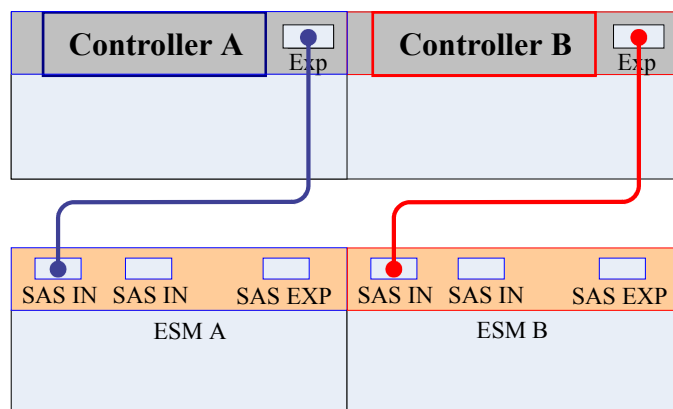 Controller A
Exp
Controller B
Exp
SAS IN
SAS IN
SAS EXP
SAS IN
SAS IN
SAS EXP
ESM A
ESM B